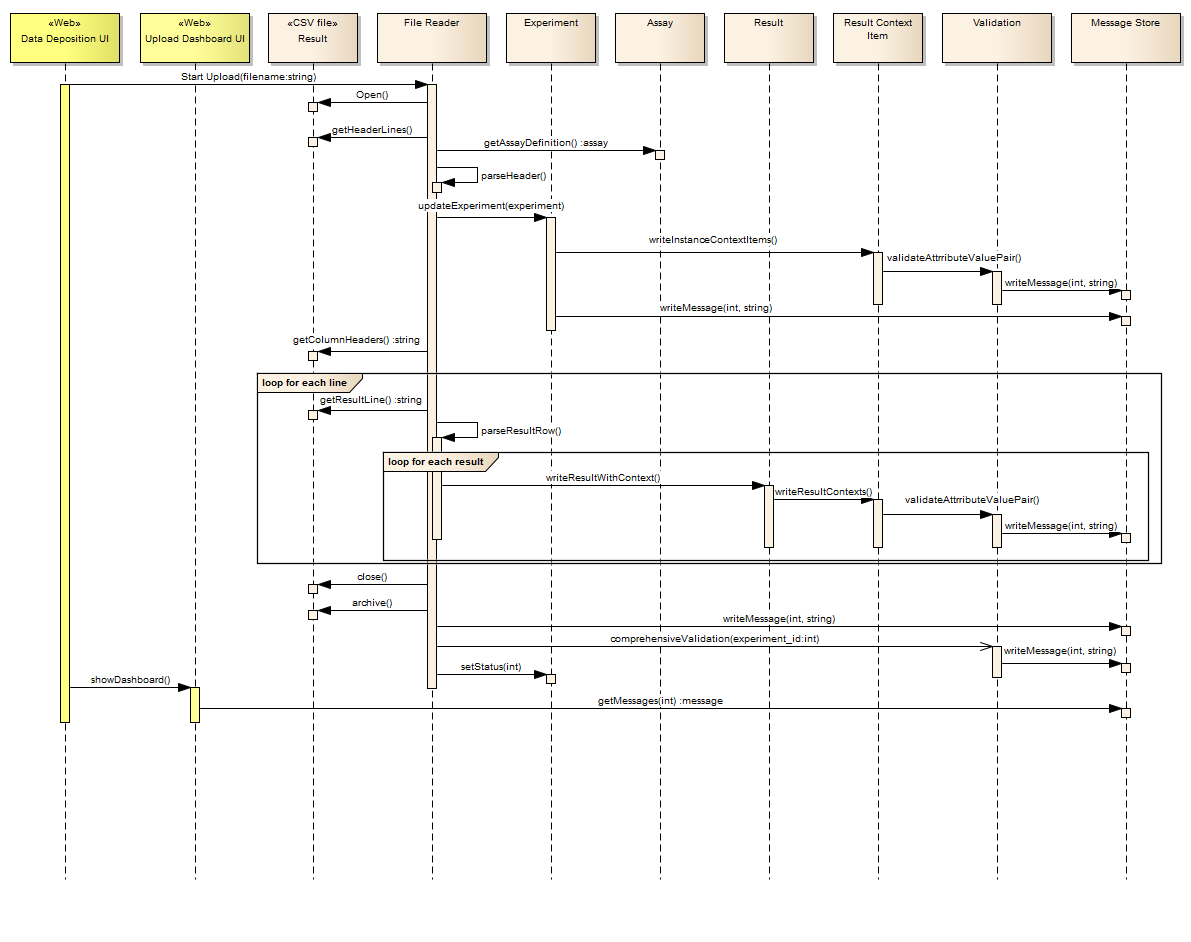 «Web»
Data Deposition UI
«Web»
Upload Dashboard UI
«CSV file»
Result
File Reader
Experiment
Assay
Result
Result Context
Item
Validation
Message Store
Start Upload(filename:string)
Open()
getHeaderLines()
getAssayDefinition() :assay
parseHeader()
updateExperiment(experiment)
writeInstanceContextItems()
validateAttrributeValuePair()
writeMessage(int, string)
writeMessage(int, string)
getColumnHeaders() :string
loop for each line
getResultLine() :string
parseResultRow()
loop for each result
writeResultWithContext()
writeResultContexts()
validateAttrributeValuePair()
writeMessage(int, string)
close()
archive()
writeMessage(int, string)
comprehensiveValidation(experiment_id:int)
writeMessage(int, string)
setStatus(int)
showDashboard()
getMessages(int) :message